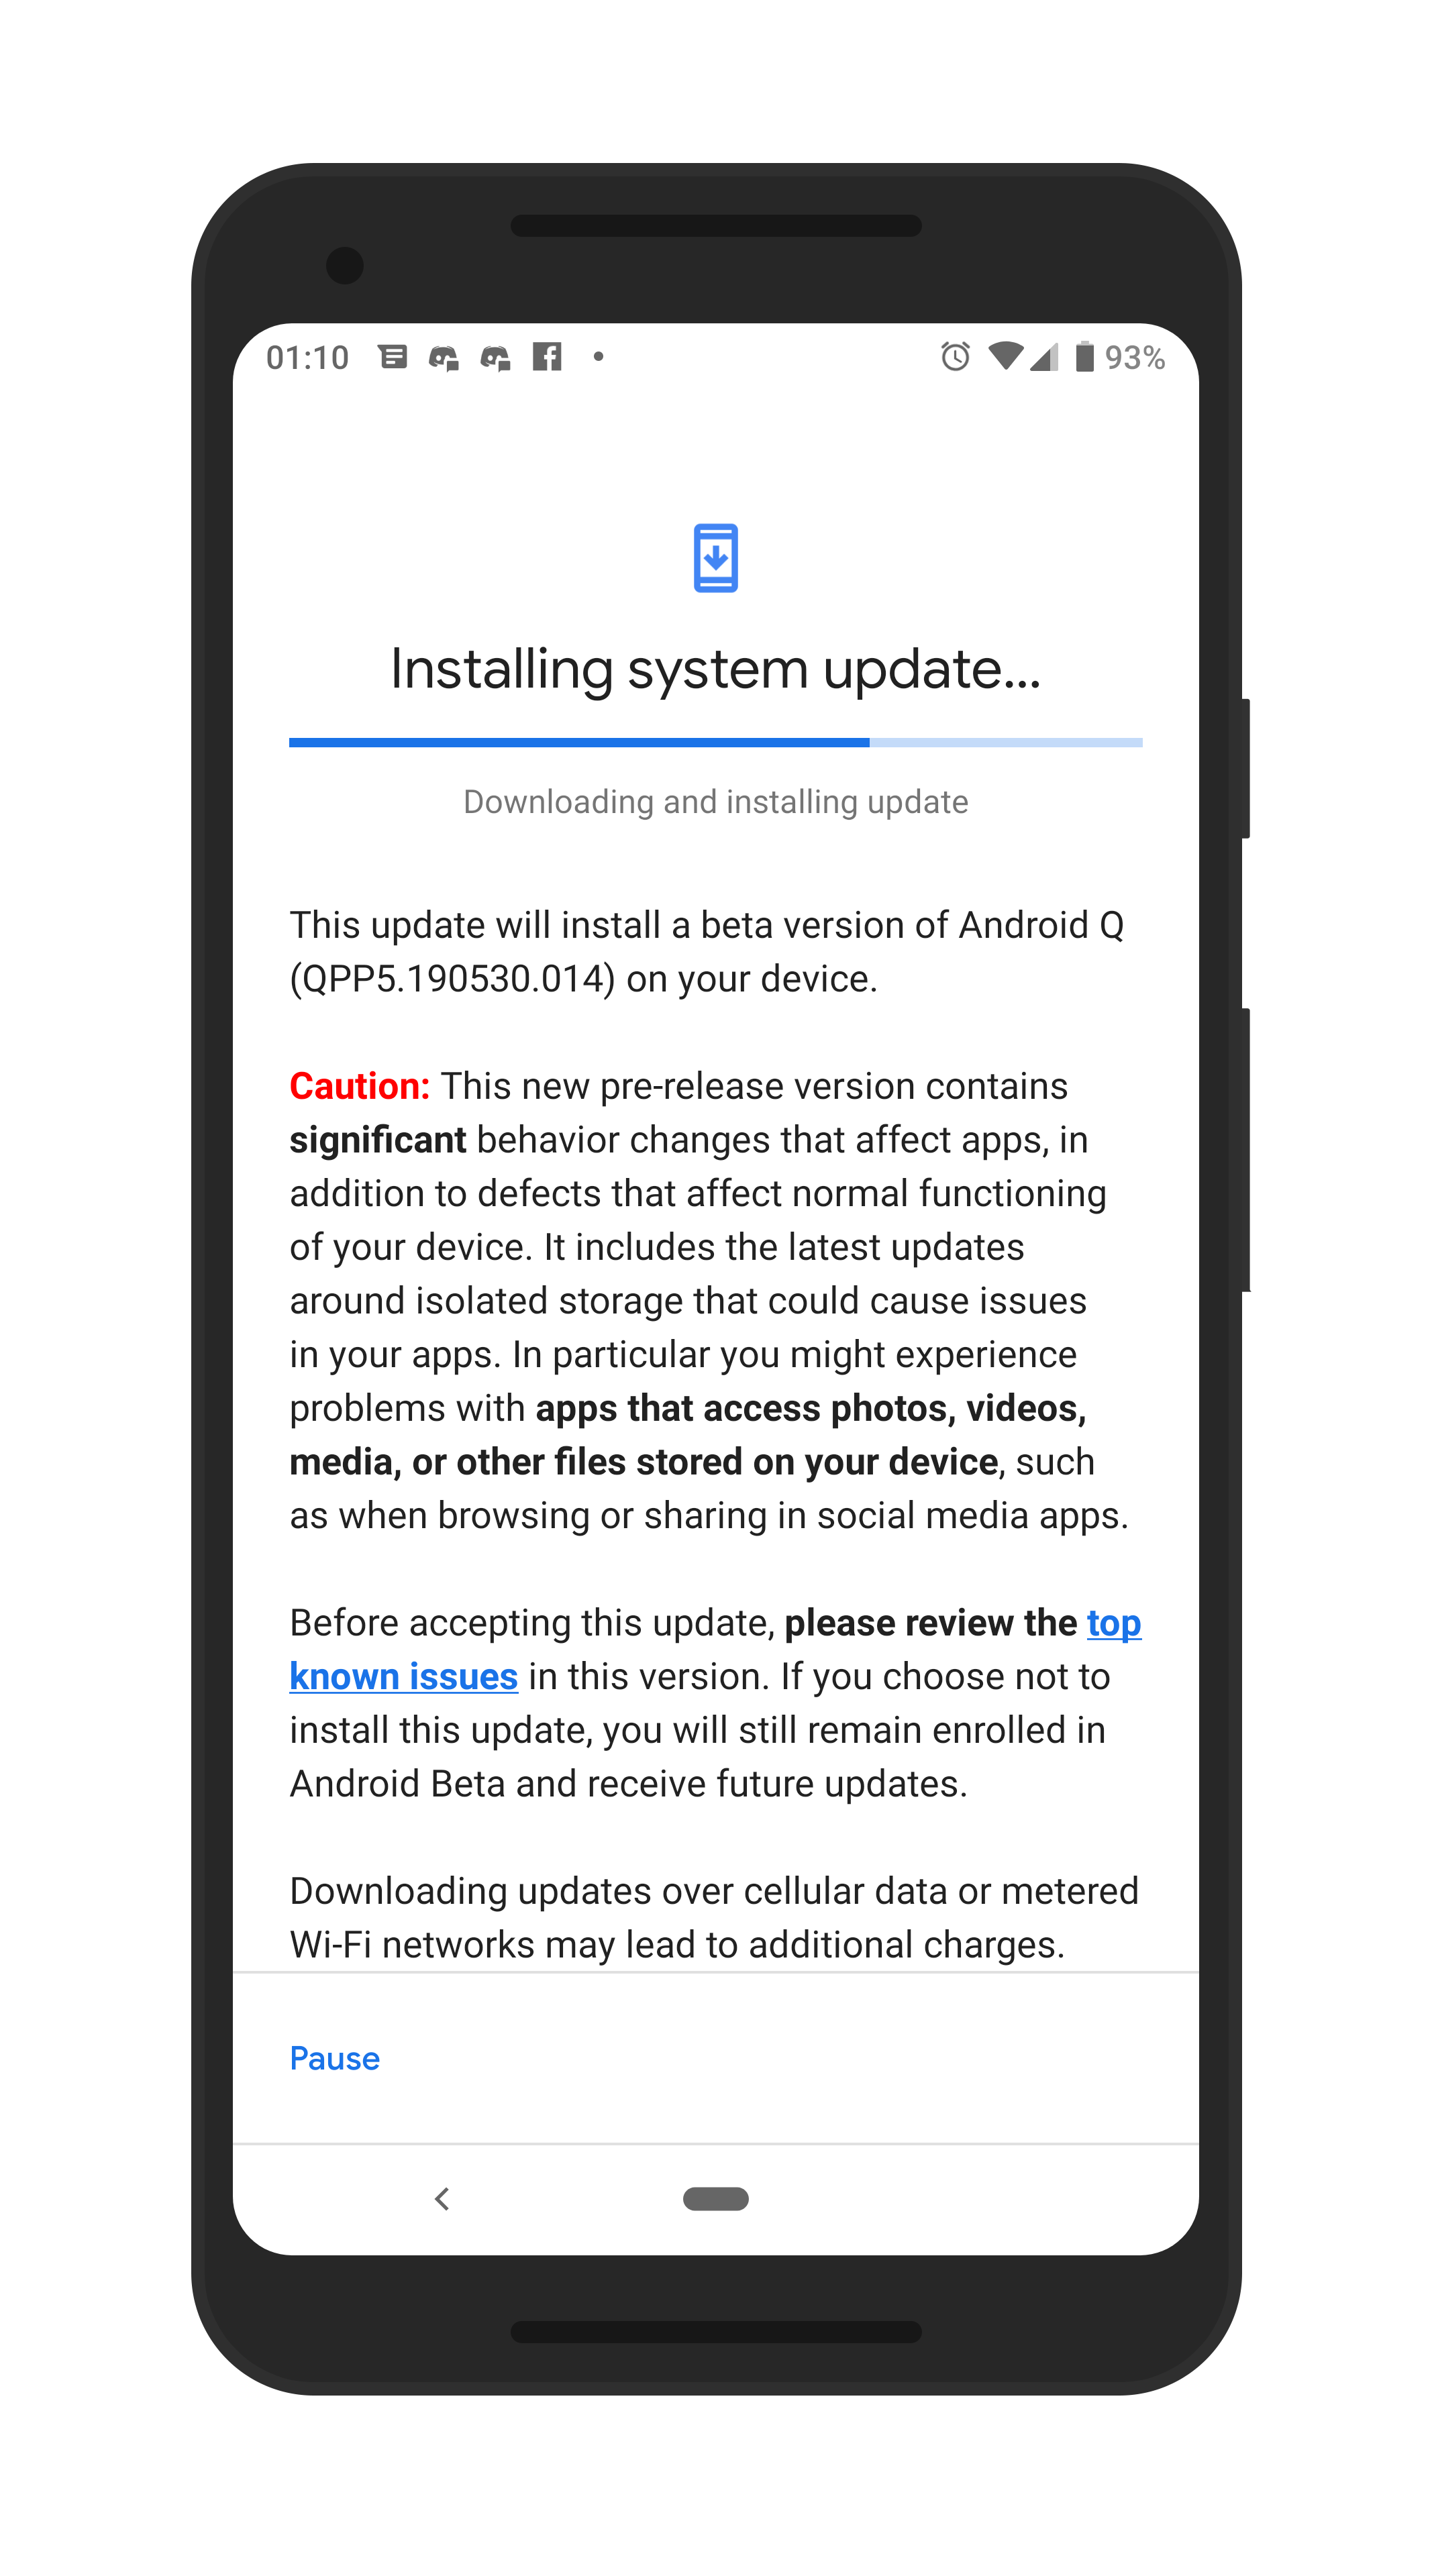 01:10 93%
Installing system update...
Downloading and installing update
This update will install a beta version of Android Q
(QPP5.190530.014) on your device.
Caution: This new pre-release version contains
significant behavior changes that affect apps, in
addition to defects that affect normal functioning
of your device. It includes the latest updates
around isolated storage that could cause issues
in your apps. In particular you might experience
problems with apps that access photos, videos,
media, or other files stored on your device, such
as when browsing or sharing in social media apps.
Before accepting this update, please review the top
known issues in this version. If you choose not to
install this update, you will still remain enrolled in
Android Beta and receive future updates.
Downloading updates over cellular data or metered
Wi-Fi networks may lead to additional charges.
Pause